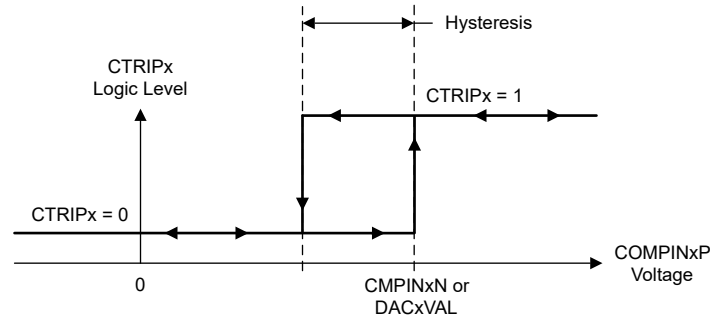 Hysteresis
CTRIPx
Logic Level
CTRIPx = 1
CTRIPx = 0
COMPINxP
Voltage
0
CMPINxN or
DACxVAL